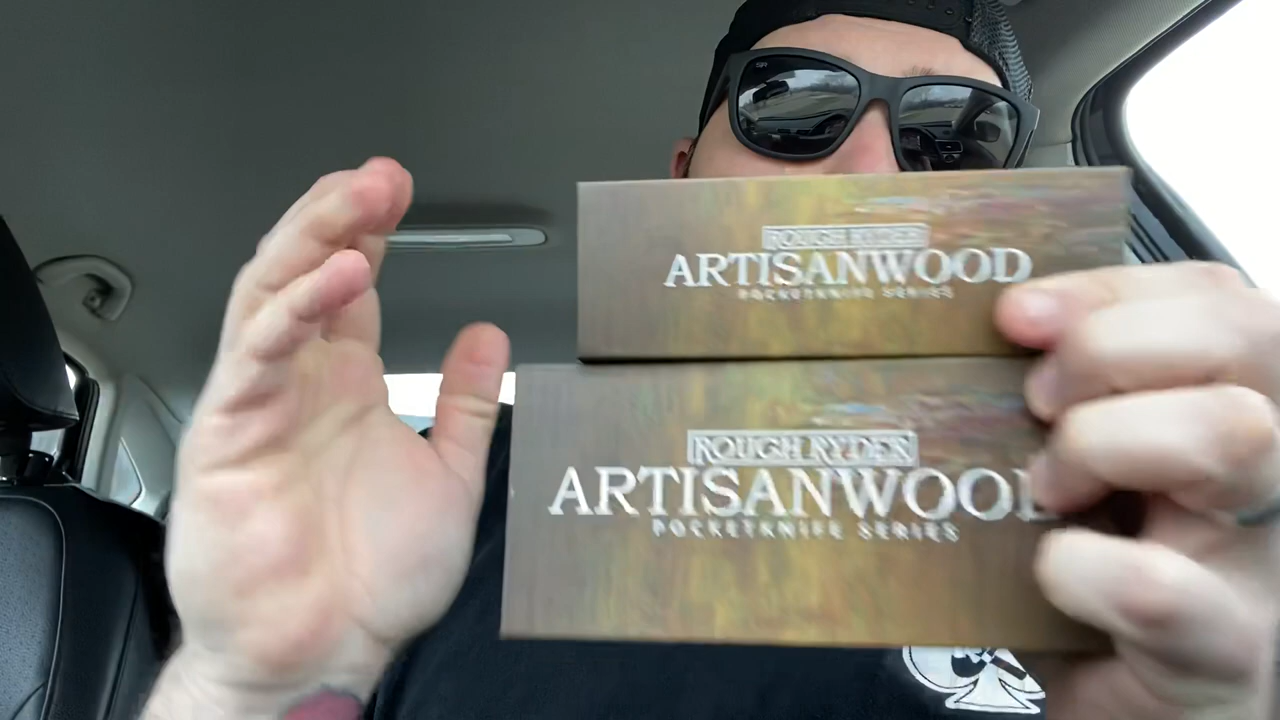 ROUGH RYDER
ARTISANWOOD
POCKETKNIFE SERIES
ROUGH RYDER
ARTISANWOOD
POCKETKNIFE SERIES